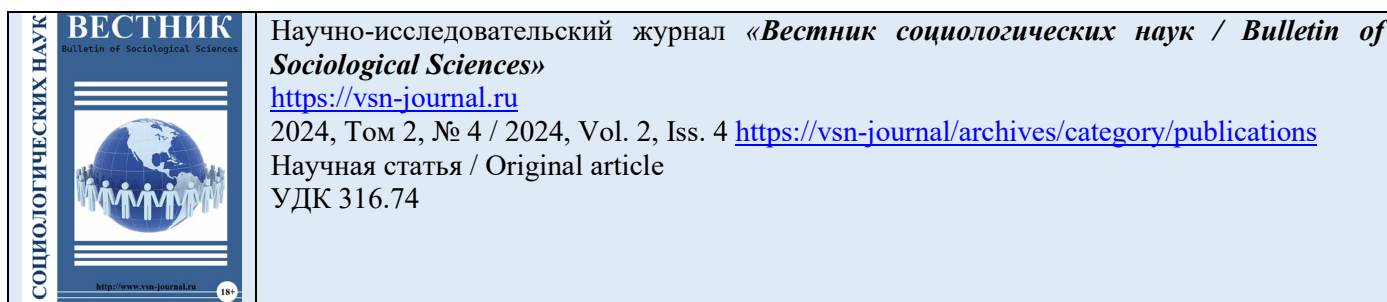 СОЦИОЛОГИЧЕСКИХ НАУК
ВЕСТНИК
Bulletin of Sociological Sciences
http://www.vsn-journal.ru
18+
Научно-исследовательский журнал «Вестник социологических наук / Bulletin of
Sociological Sciences»
https://vsn-journal.ru
2024, Том 2, № 4 / 2024, Vol. 2, Iss. 4 https://vsn-journal/archives/category/publications
Научная статья / Original article
УДК 316.74